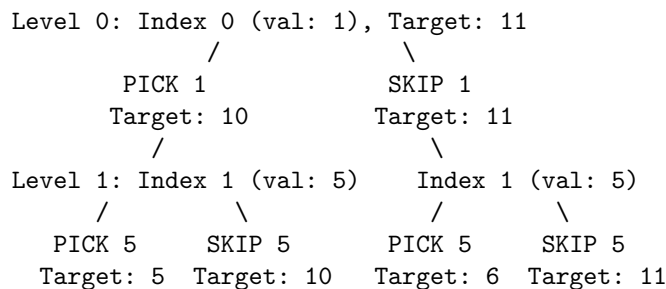 Level 0: Index 0 (val: 1), Target: 11
/ \
PICK 1 SKIP 1
Target: 10 Target: 11
/ \
Level 1: Index 1 (val: 5) Index 1 (val: 5)
/ \ / \
PICK 5 SKIP 5 PICK 5 SKIP 5
Target: 5 Target: 10 Target: 6 Target: 11